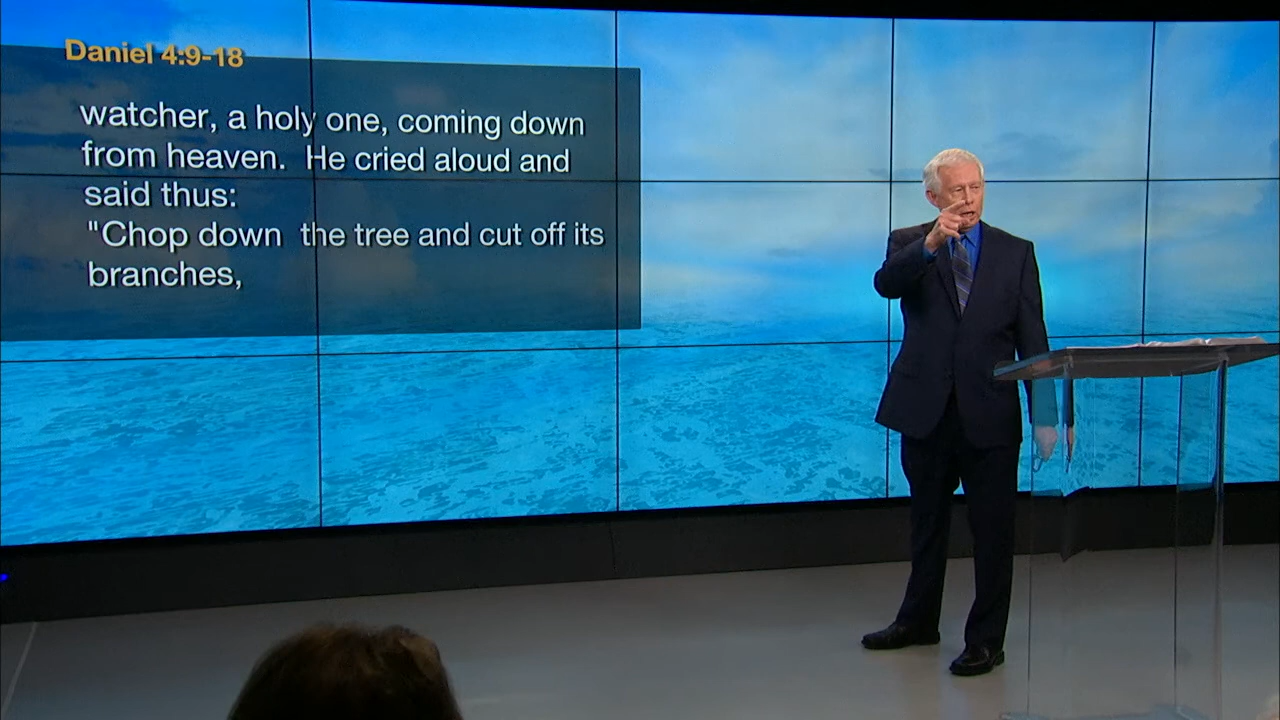 Daniel 4:9-18
watcher, a holy one, coming down
from heaven.  He cried aloud and
said thus:
"Chop down  the tree and cut off its
branches,